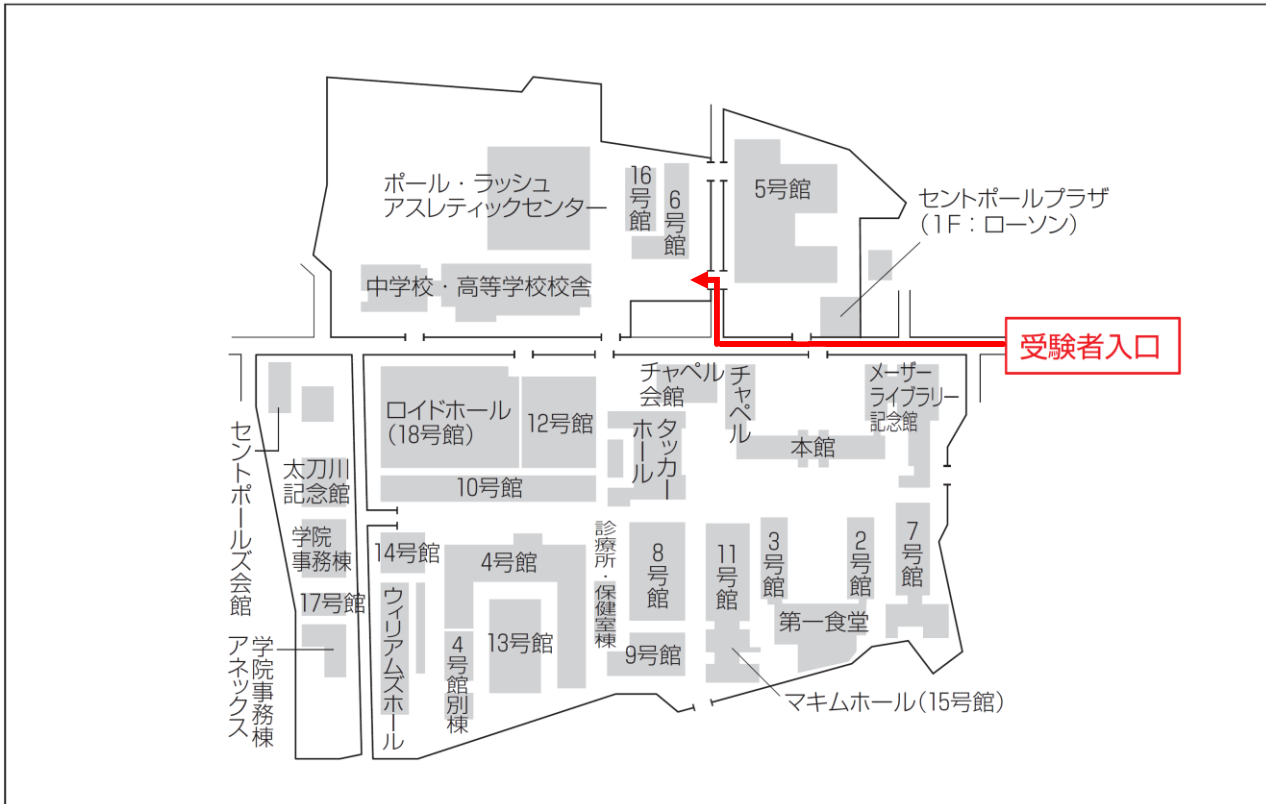 ポール・ラッシュ
アスレティックセンター
16号館
6号館
5号館
セントポールプラザ
(1F：ローソン)
中学校・高等学校校舎
受験者入口
チャペル
会館
チャペル
メーザー
ライブラリー
記念館
ロイドホール
(18号館)
12号館
タッカー
ホール
本館
セントポールズ会館
太刀川
記念館
10号館
学院
事務棟
14号館
4号館
診療所・保健室棟
8号館
11号館
3号館
2号館
7号館
17号館
ウィリアムズホール
13号館
第一食堂
学院事務棟
アネックス
4号館別棟
9号館
マキムホール(15号館)